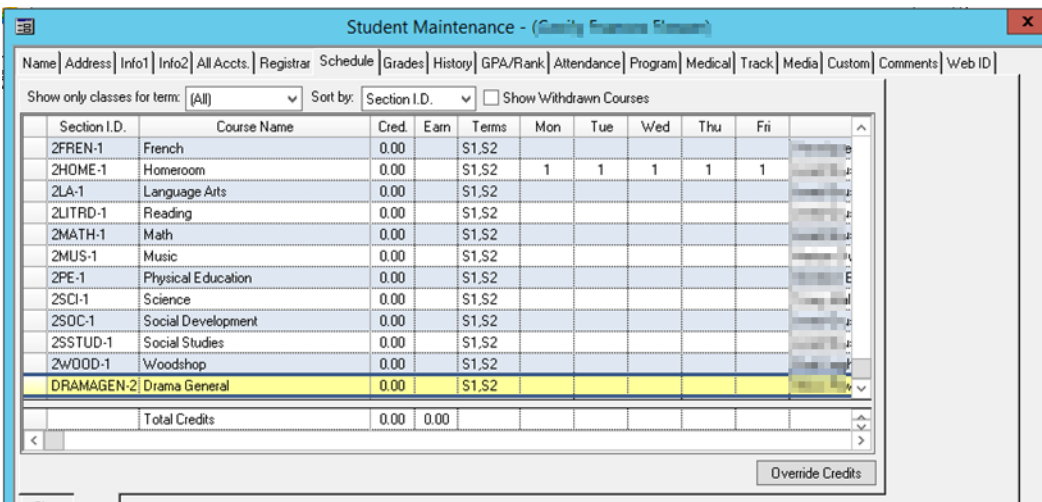 Student Maintenance - (
Name Address Info1 Info2 All Accts. Registrar Schedule Grades History GPA/Rank Attendance Program Medical Track Media Custom Comments Web ID
Show only classes for term: (All) Sort by: Section I.D. Show Withdrawn Courses
Section I.D. Course Name Cred. Earn Terms Mon Tue Wed Thu Fri
2FREN-1 French 0.00 S1,S2
2HOME-1 Homeroom 0.00 S1,S2 1 1 1 1 1
2LA-1 Language Arts 0.00 S1,S2
2LITRD-1 Reading 0.00 S1,S2
2MATH-1 Math 0.00 S1,S2
2MUS-1 Music 0.00 S1,S2
2PE-1 Physical Education 0.00 S1,S2
2SCI-1 Science 0.00 S1,S2
2SOC-1 Social Development 0.00 S1,S2
2SSTUD-1 Social Studies 0.00 S1,S2
2WOOD-1 Woodshop 0.00 S1,S2
DRAMAGEN-2 Drama General 0.00 S1,S2
Total Credits 0.00 0.00
Override Credits